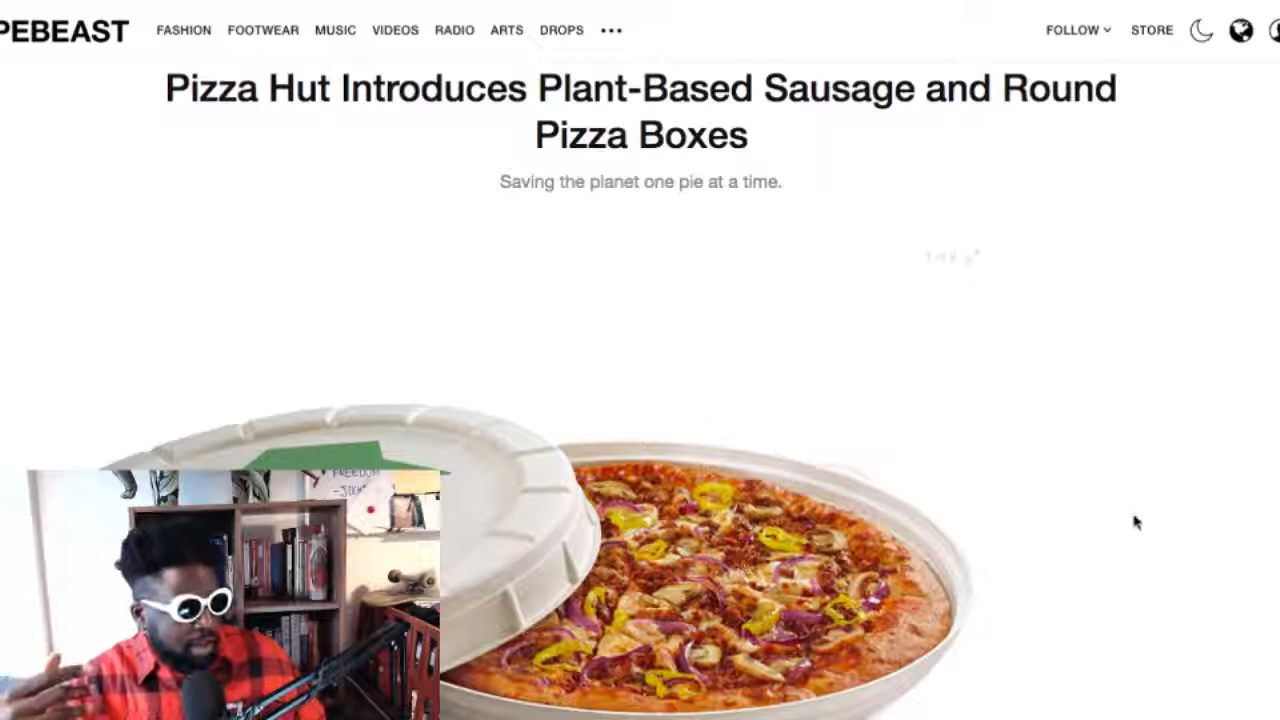 PEBEAST FASHION FOOTWEAR MUSIC VIDEOS RADIO ARTS DROPS ••• FOLLOW STORE
Pizza Hut Introduces Plant-Based Sausage and Round
Pizza Boxes
Saving the planet one pie at a time.
FREEDOM